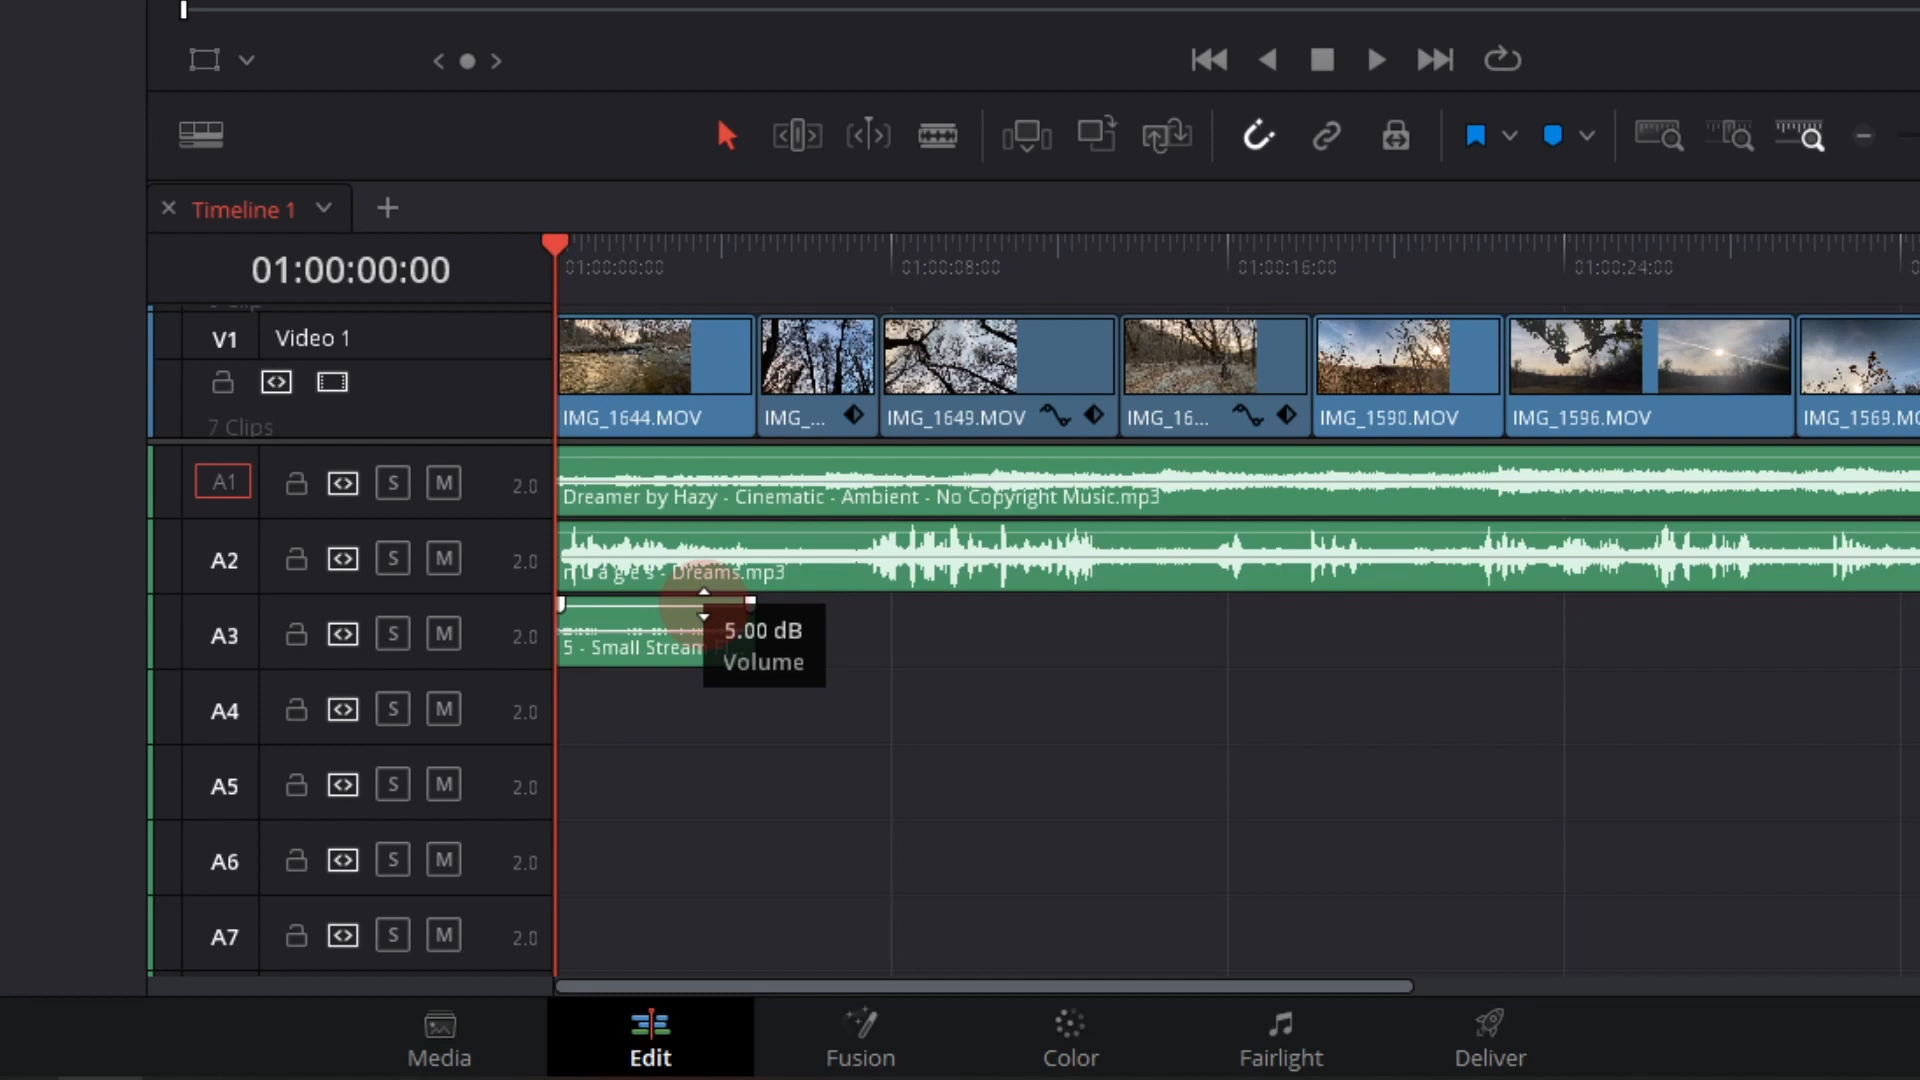 Timeline 1
01:00:00:00
01:00:00:00
01:00:08:00
01:00:16:00
01:00:24:00
V1
Video 1
7 Clips
IMG_1644.MOV
IMG_...
IMG_1649.MOV
IMG_16...
IMG_1590.MOV
IMG_1596.MOV
IMG_1569.MO
A1
S
M
2.0
Dreamer by Hazy - Cinematic - Ambient - No Copyright Music.mp3
A2
S
M
2.0
n u a g e s - Dreams.mp3
A3
S
M
2.0
5 - Small Stream
5.00 dB
Volume
A4
S
M
2.0
A5
S
M
2.0
A6
S
M
2.0
A7
S
M
2.0
Media
Edit
Fusion
Color
Fairlight
Deliver